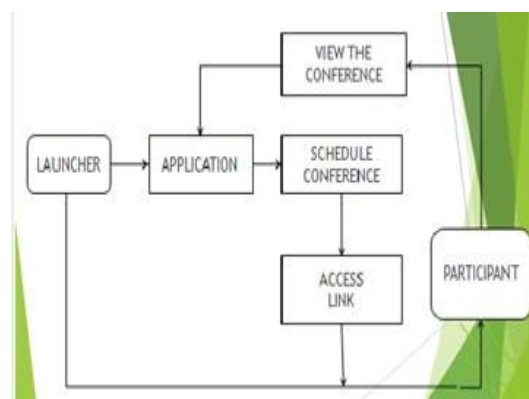 VIEW THE
CONFERENCE
LAUNCHER
APPLICATION
SCHEDULE
CONFERENCE
ACCESS
LINK
PARTICIPANT